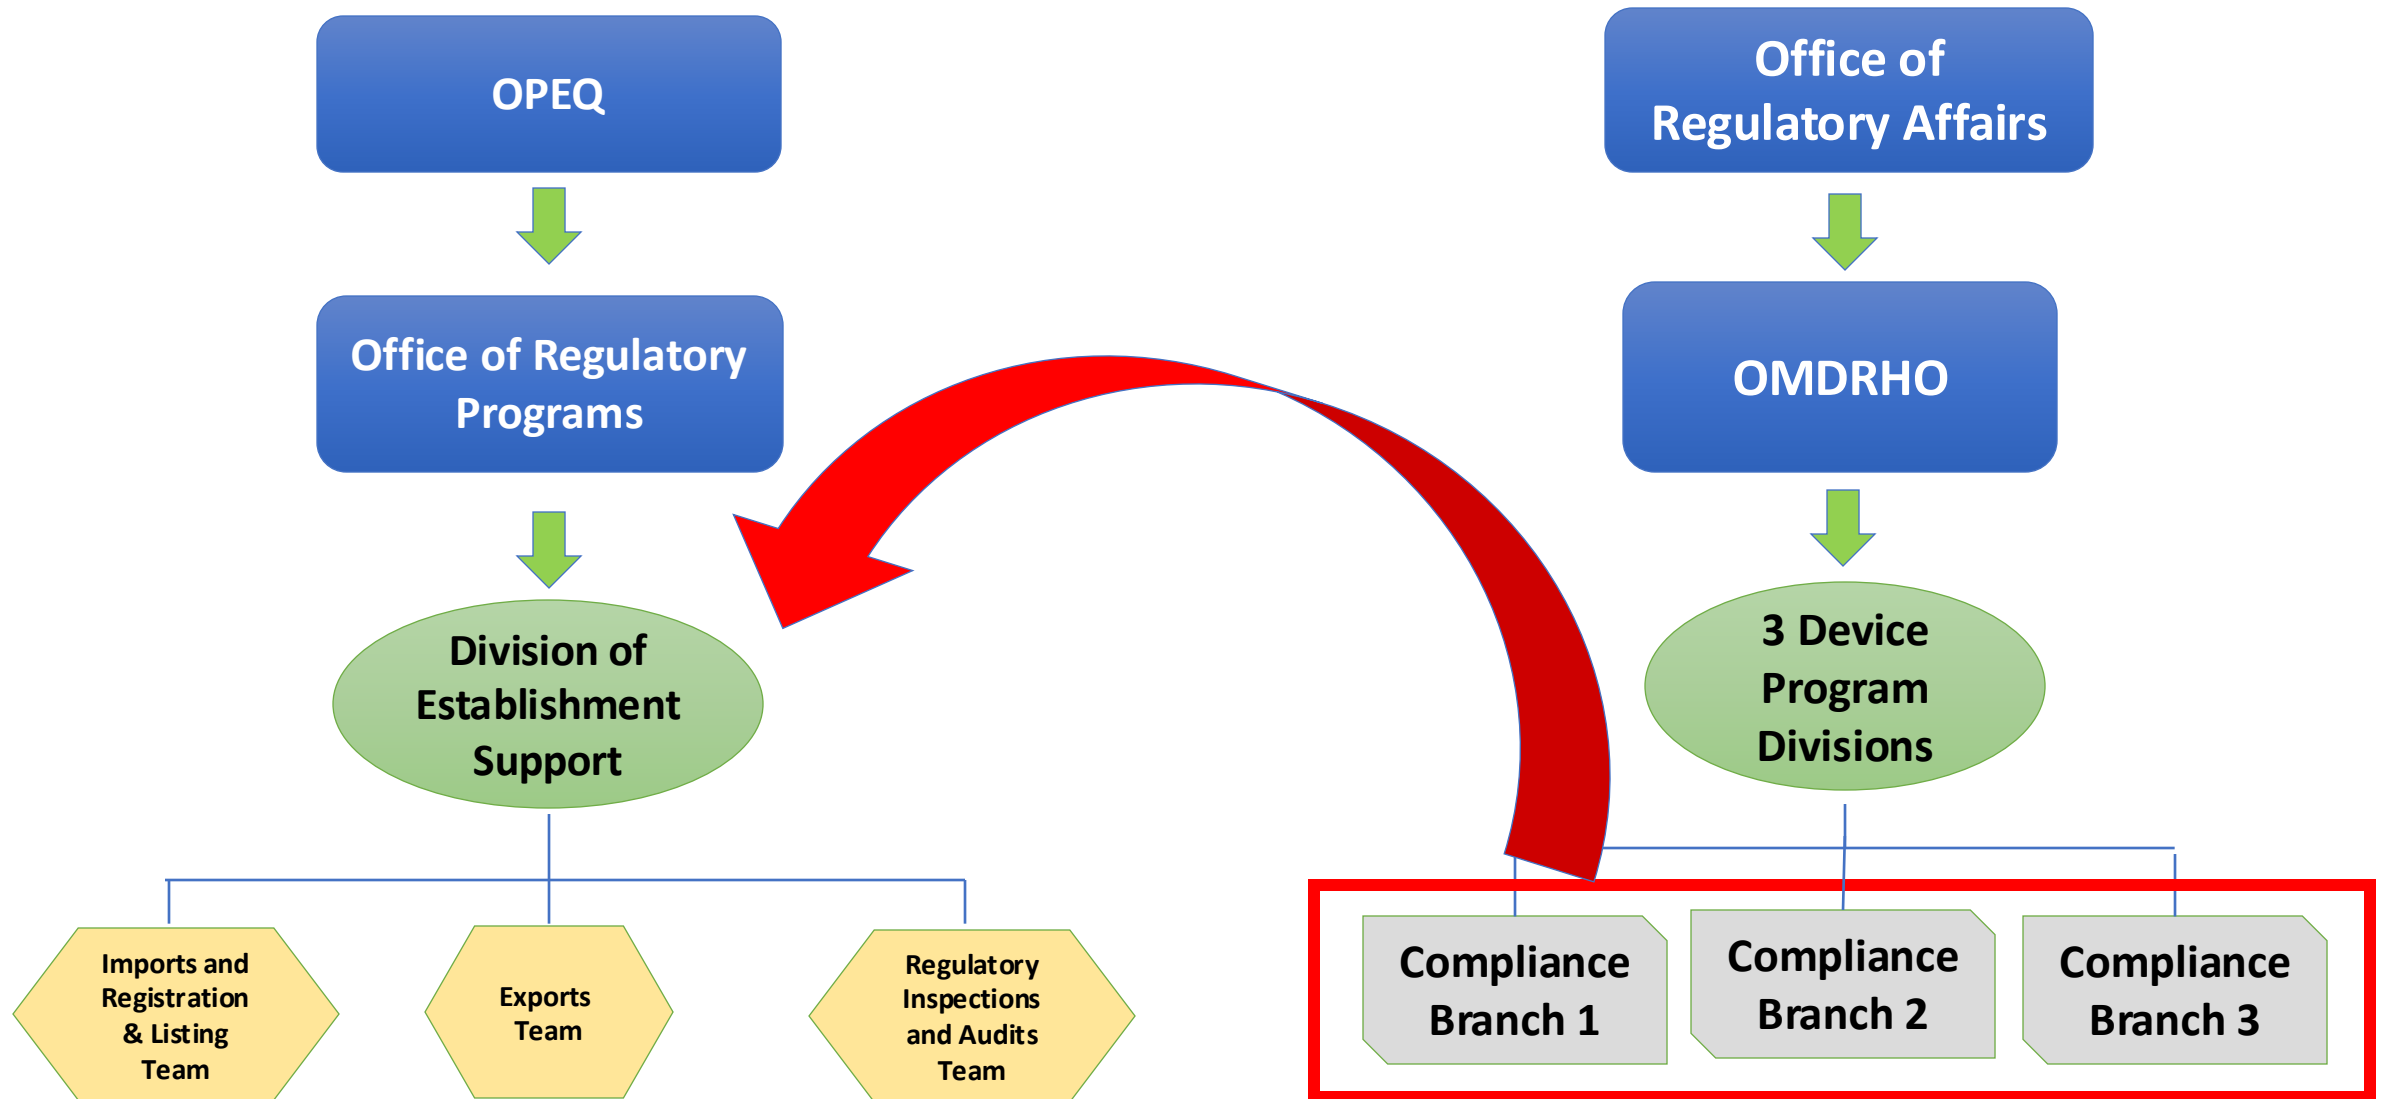 OPEQ
Office of Regulatory
Programs
Division of
Establishment
Support
Imports and
Registration
& Listing
Team
Exports
Team
Regulatory
Inspections
and Audits
Team
Office of
Regulatory Affairs
OMDRHO
3 Device
Program
Divisions
Compliance
Branch 1
Compliance
Branch 2
Compliance
Branch 3